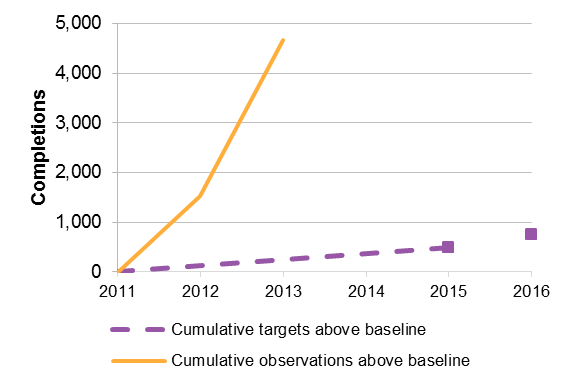 5,000
4,000
3,000
2,000
1,000
0
Completions
2011 2012 2013 2014 2015 2016
Cumulative targets above baseline
Cumulative observations above baseline